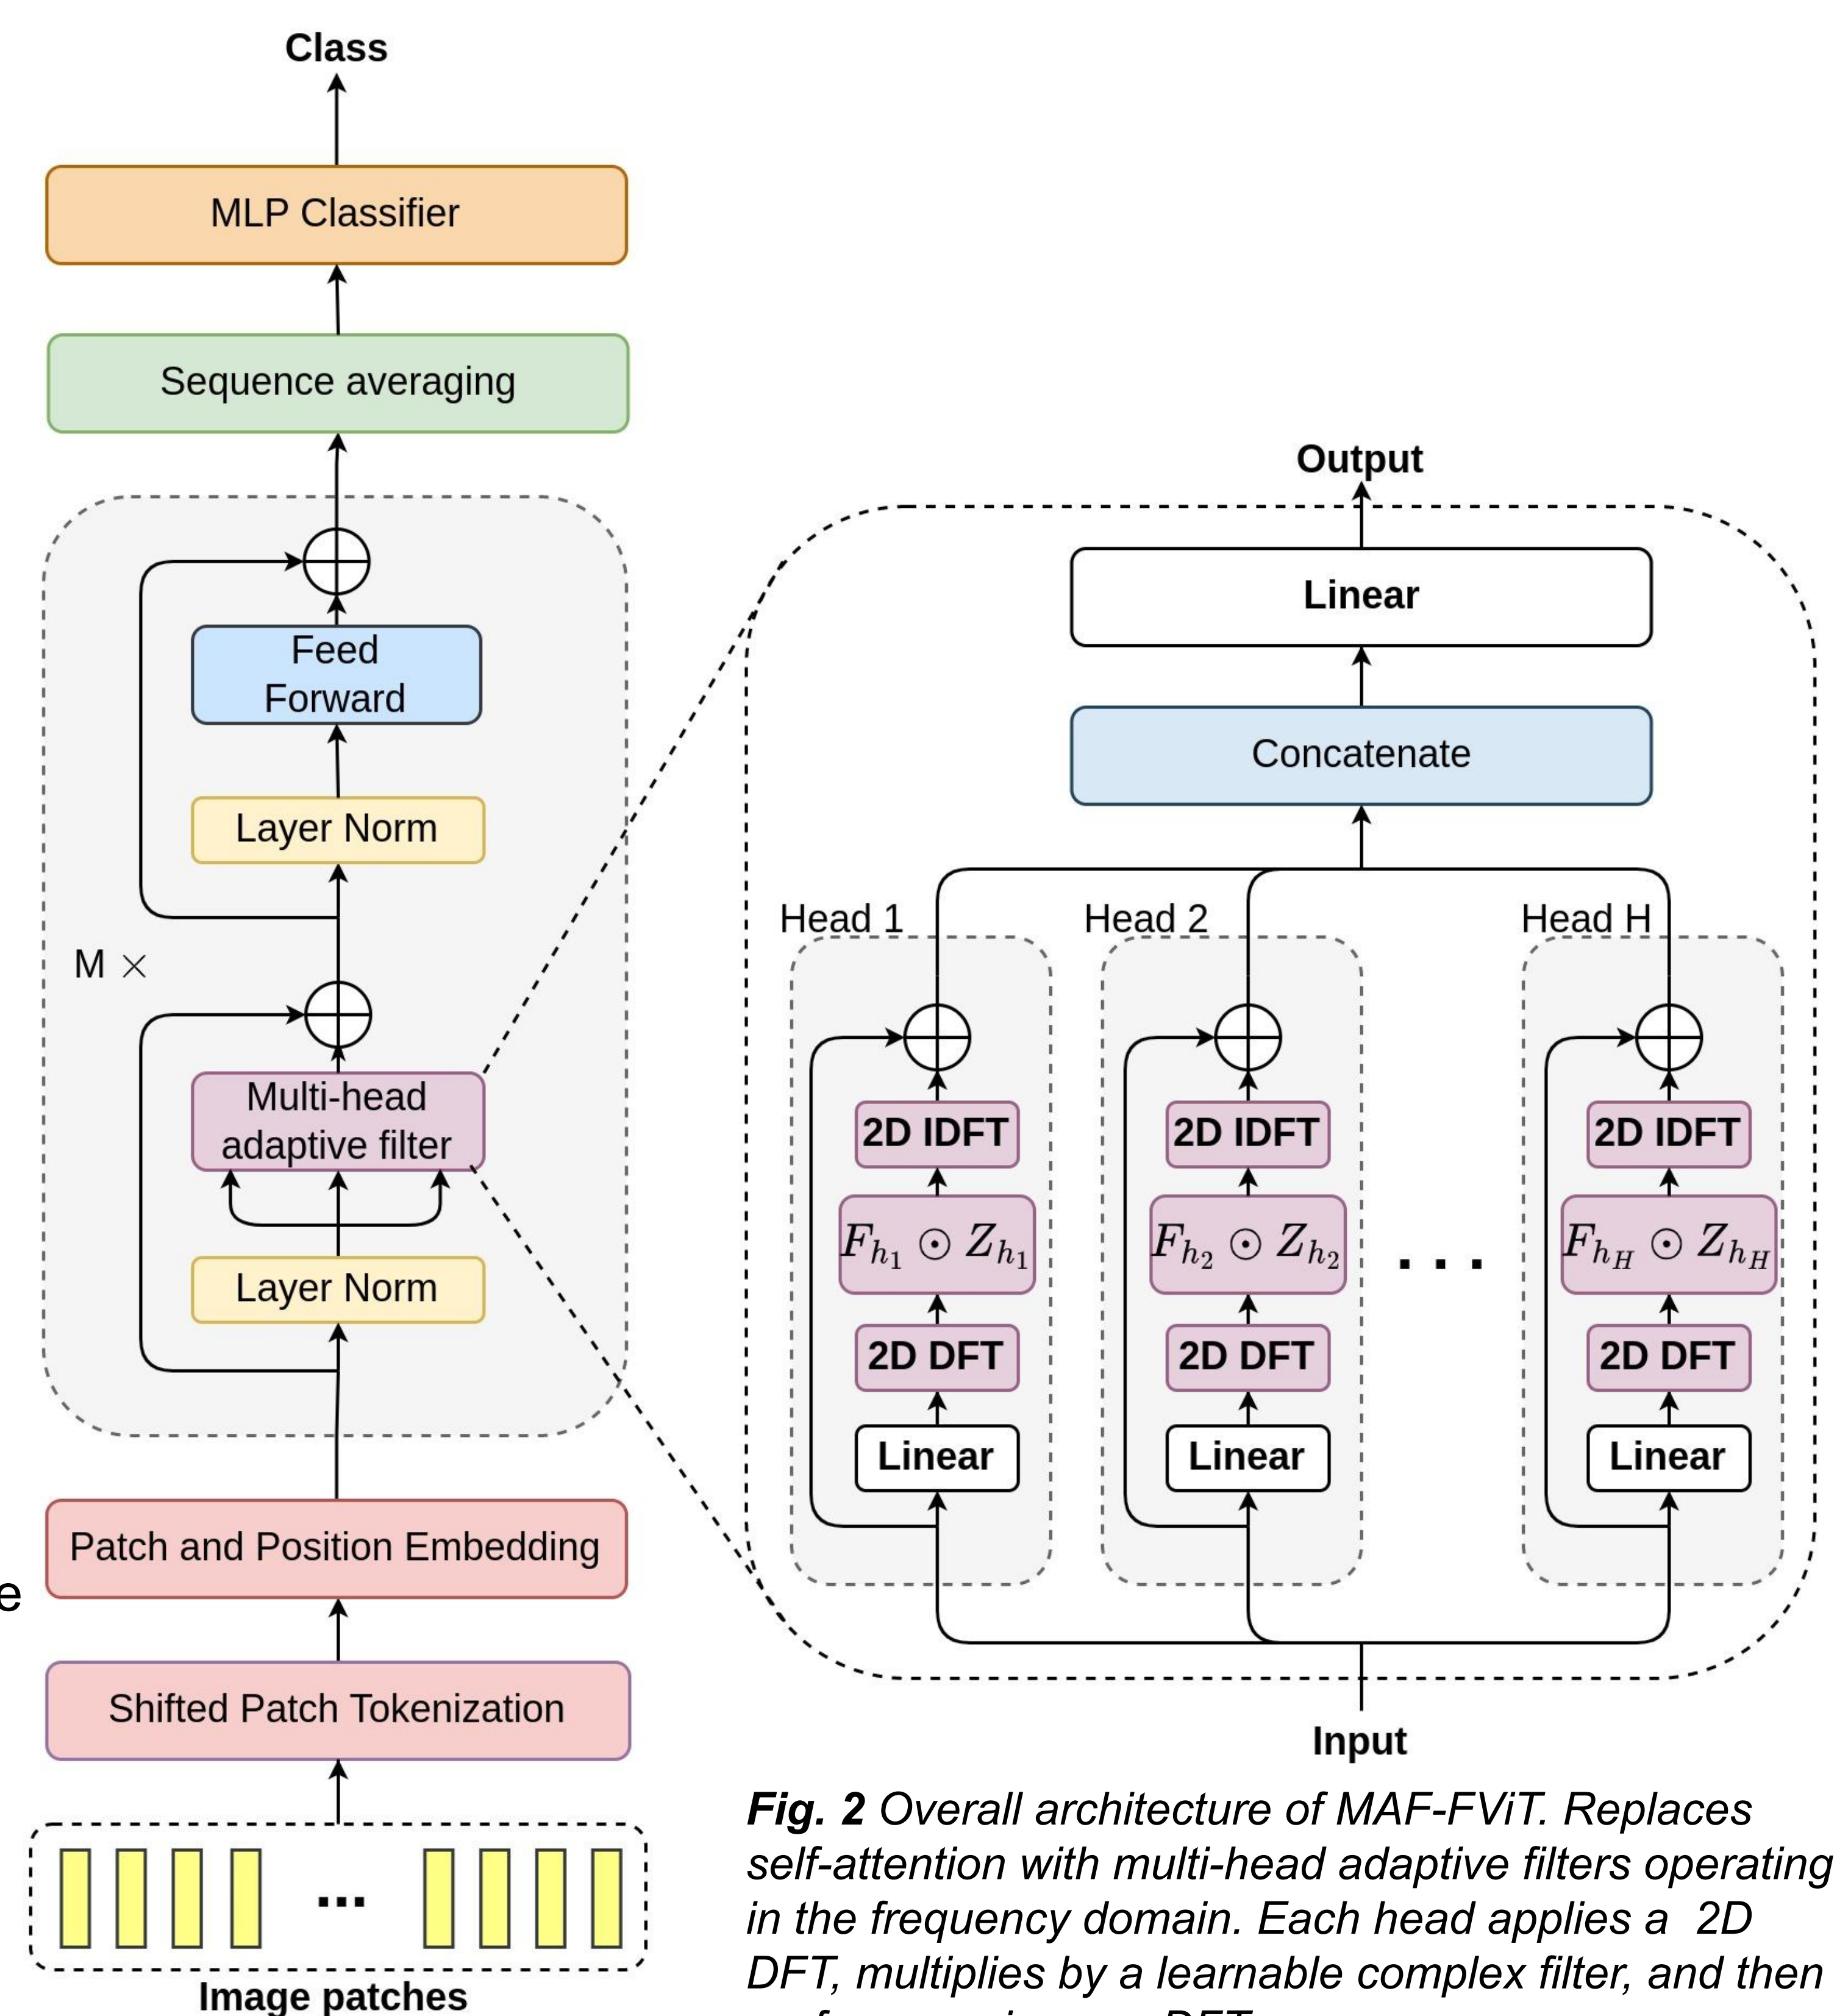 Class
MLP Classifier
Sequence averaging
Feed
Forward
Layer Norm
M ×
Multi-head
adaptive filter
Layer Norm
Patch and Position Embedding
e
Shifted Patch Tokenization
...
Image patches
Output
Linear
Concatenate
Head 1
Head 2
Head H
2D IDFT
2D IDFT
2D IDFT
F_{h_1} ⊙ Z_{h_1}
F_{h_2} ⊙ Z_{h_2}
. . .
F_{h_H} ⊙ Z_{h_H}
2D DFT
2D DFT
2D DFT
Linear
Linear
Linear
Input
Fig. 2 Overall architecture of MAF-FViT. Replaces
self-attention with multi-head adaptive filters operating
in the frequency domain. Each head applies a 2D
DFT, multiplies by a learnable complex filter, and then
DFT